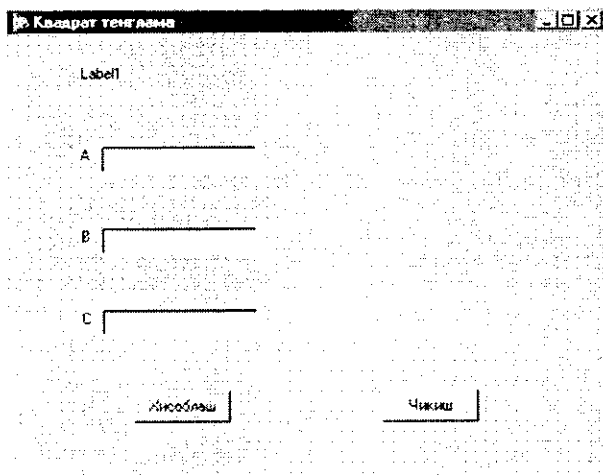 Квадрат тенглама
Label1
A
B
C
Хисоблаш
Чикиш